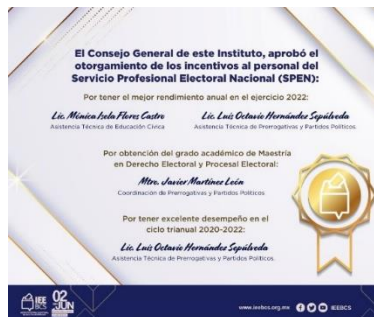 El Consejo General de este Instituto, aprobó el
otorgamiento de los incentivos al personal del
Servicio Profesional Electoral Nacional (SPEN):
Por tener el mejor rendimiento anual en el ejercicio 2022:
Lic. Mónica Isela Flores Castro
Asistencia Técnica de Educación Cívica
Lic. Luis Octavio Hernández Sepúlveda
Asistencia Técnica de Prerrogativas y Partidos Políticos
Por obtención del grado académico de Maestría
en Derecho Electoral y Procesal Electoral:
Mtro. Javier Martínez León
Coordinación de Prerrogativas y Partidos Políticos
Por tener excelente desempeño en el
ciclo trianual 2020-2022:
Lic. Luis Octavio Hernández Sepúlveda
Asistencia Técnica de Prerrogativas y Partidos Políticos
IEE
BCS
02
JUN
www.ieebcs.org.mx
IEEBCS